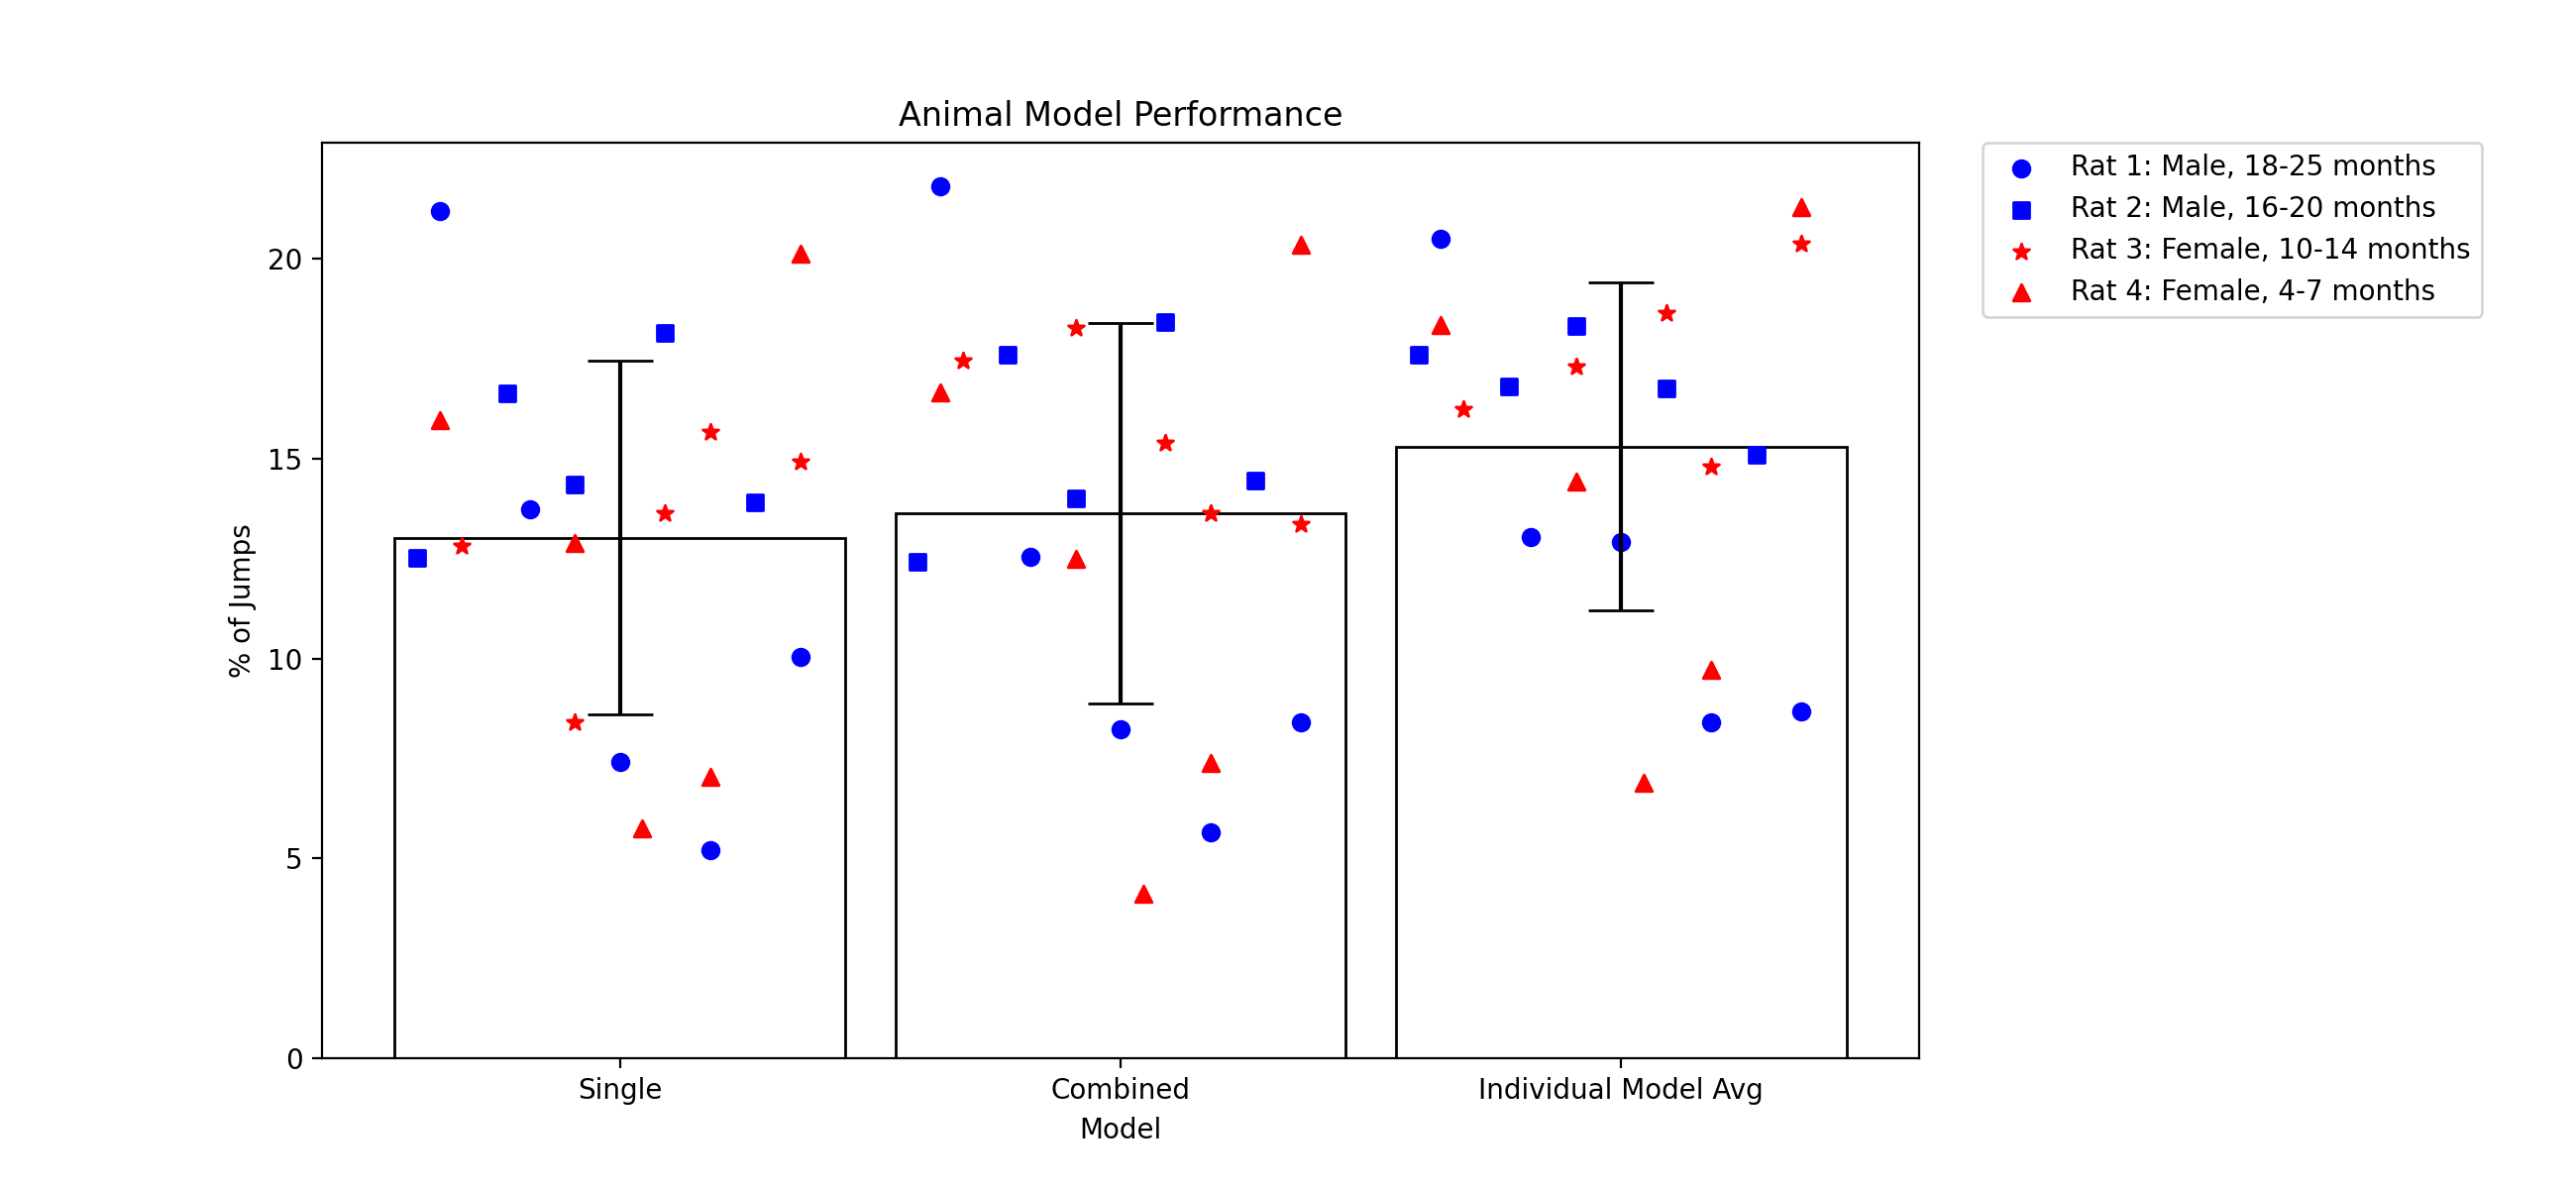 Animal Model Performance
Rat 1: Male, 18-25 months
Rat 2: Male, 16-20 months
Rat 3: Female, 10-14 months
Rat 4: Female, 4-7 months
% of Jumps
20
15
10
5
0
Single
Combined
Individual Model Avg
Model